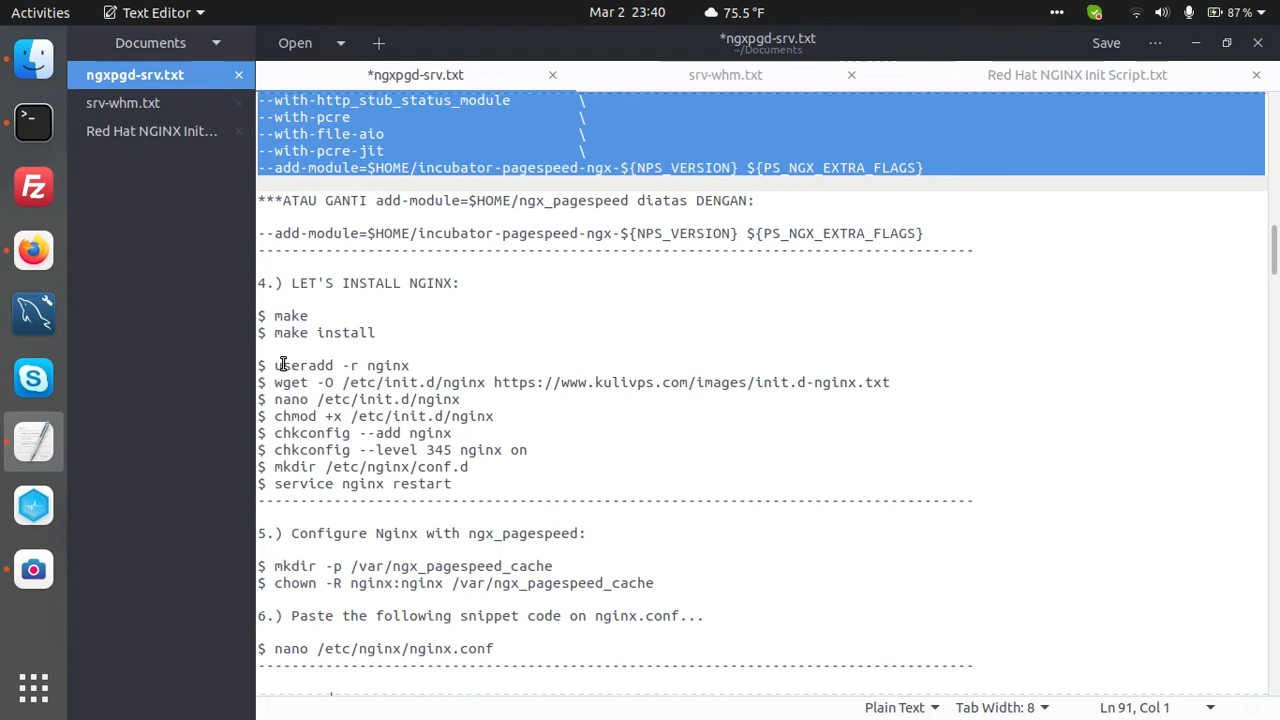 Activities
Text Editor
Mar 2 23:40
75.5 °F
87 %
Documents
Open
*ngxpgd-srv.txt
~/Documents
Save
ngxpgd-srv.txt
srv-whm.txt
Red Hat NGINX Init…
*ngxpgd-srv.txt
srv-whm.txt
Red Hat NGINX Init Script.txt
--with-http_stub_status_module \
--with-pcre \
--with-file-aio \
--with-pcre-jit \
--add-module=$HOME/incubator-pagespeed-ngx-${NPS_VERSION} ${PS_NGX_EXTRA_FLAGS}
***ATAU GANTI add-module=$HOME/ngx_pagespeed diatas DENGAN:
--add-module=$HOME/incubator-pagespeed-ngx-${NPS_VERSION} ${PS_NGX_EXTRA_FLAGS}
-------------------------------------------------------------------------------------
4.) LET'S INSTALL NGINX:
$ make
$ make install
$ useradd -r nginx
$ wget -O /etc/init.d/nginx https://www.kulivps.com/images/init.d-nginx.txt
$ nano /etc/init.d/nginx
$ chmod +x /etc/init.d/nginx
$ chkconfig --add nginx
$ chkconfig --level 345 nginx on
$ mkdir /etc/nginx/conf.d
$ service nginx restart
-------------------------------------------------------------------------------------
5.) Configure Nginx with ngx_pagespeed:
$ mkdir -p /var/ngx_pagespeed_cache
$ chown -R nginx:nginx /var/ngx_pagespeed_cache
6.) Paste the following snippet code on nginx.conf...
$ nano /etc/nginx/nginx.conf
-------------------------------------------------------------------------------------
Plain Text
Tab Width: 8
Ln 91, Col 1